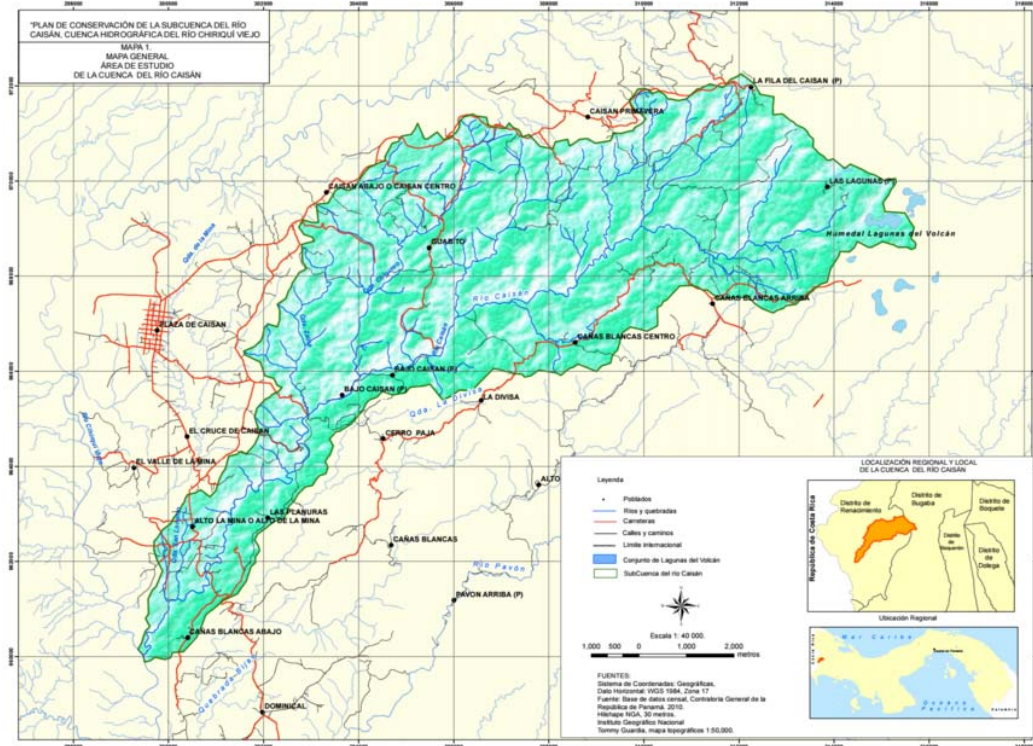 "PLAN DE CONSERVACIÓN DE LA SUBCUENCA DEL RÍO
CAISÁN, CUENCA HIDROGRÁFICA DEL RÍO CHIRIQUÍ VIEJO
MAPA 1.
MAPA GENERAL
ÁREA DE ESTUDIO
DE LA CUENCA DEL RÍO CAISÁN
LA FILA DEL CAISAN (P)
CAISAN PRIMAVERA
CAISAN ABAJO O CAISAN CENTRO
LAS LAGUNAS (P)
Humedal Lagunas del Volcán
Qda. de la Mina
GUABITO
Río Caisán
CAÑAS BLANCAS ARRIBA
PLAZA DE CAISAN
CAÑAS BLANCAS CENTRO
BAJO CAISAN (P)
BAJO CAISAN (P)
Qda. La Divisa
LA DIVISA
EL CRUCE DE CAISAN
CERRO PAJA
EL VALLE DE LA MINA
ALTO
LAS PLANURAS
ALTO LA MINA O ALTO DE LA MINA
CAÑAS BLANCAS
Río Pavón
PAVON ARRIBA (P)
CAÑAS BLANCAS ABAJO
DOMINICAL
Leyenda
Poblados
Ríos y quebradas
Carreteras
Calles y caminos
Límite internacional
Conjunto de Lagunas del Volcán
SubCuenca del río Caisán
Escala 1: 40 000.
1,000 500 0 1,000 2,000
metros
FUENTES:
Sistema de Coordenadas: Geográficas,
Dato Horizontal: WGS 1984, Zona 17
Fuente: Base de datos censal, Contraloría General de la
República de Panamá. 2010.
Hillshape NGA, 30 metros.
Instituto Geográfico Nacional
Tommy Guardia, mapa topográficos 1:50,000.
LOCALIZACIÓN REGIONAL Y LOCAL
DE LA CUENCA DEL RÍO CAISÁN
República de Costa Rica
Distrito de
Renacimiento
Distrito de
Bugaba
Distrito de
Boquete
Distrito de
Boquerón
Distrito
de
Dolega
Ubicación Regional
Mar Caribe
Océano
Pacífico
Colombia